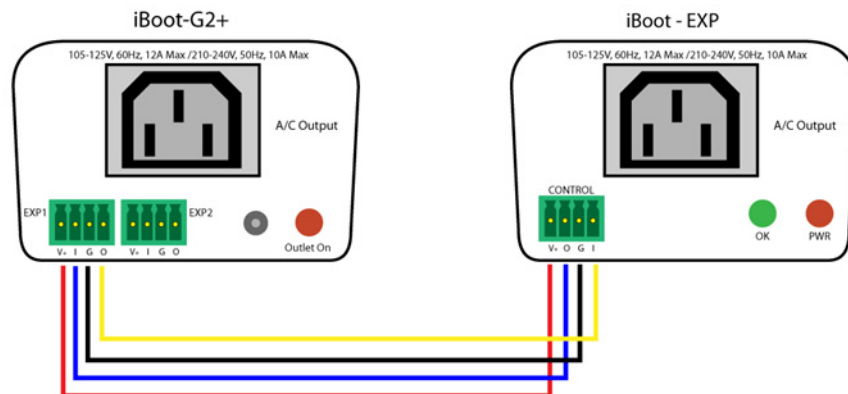 iBoot-G2+
105-125V, 60Hz, 12A Max /210-240V, 50Hz, 10A Max
A/C Output
EXP1
EXP2
V+ I G O
V+ I G O
Outlet On
iBoot - EXP
105-125V, 60Hz, 12A Max /210-240V, 50Hz, 10A Max
A/C Output
CONTROL
V+ O G I
OK
PWR